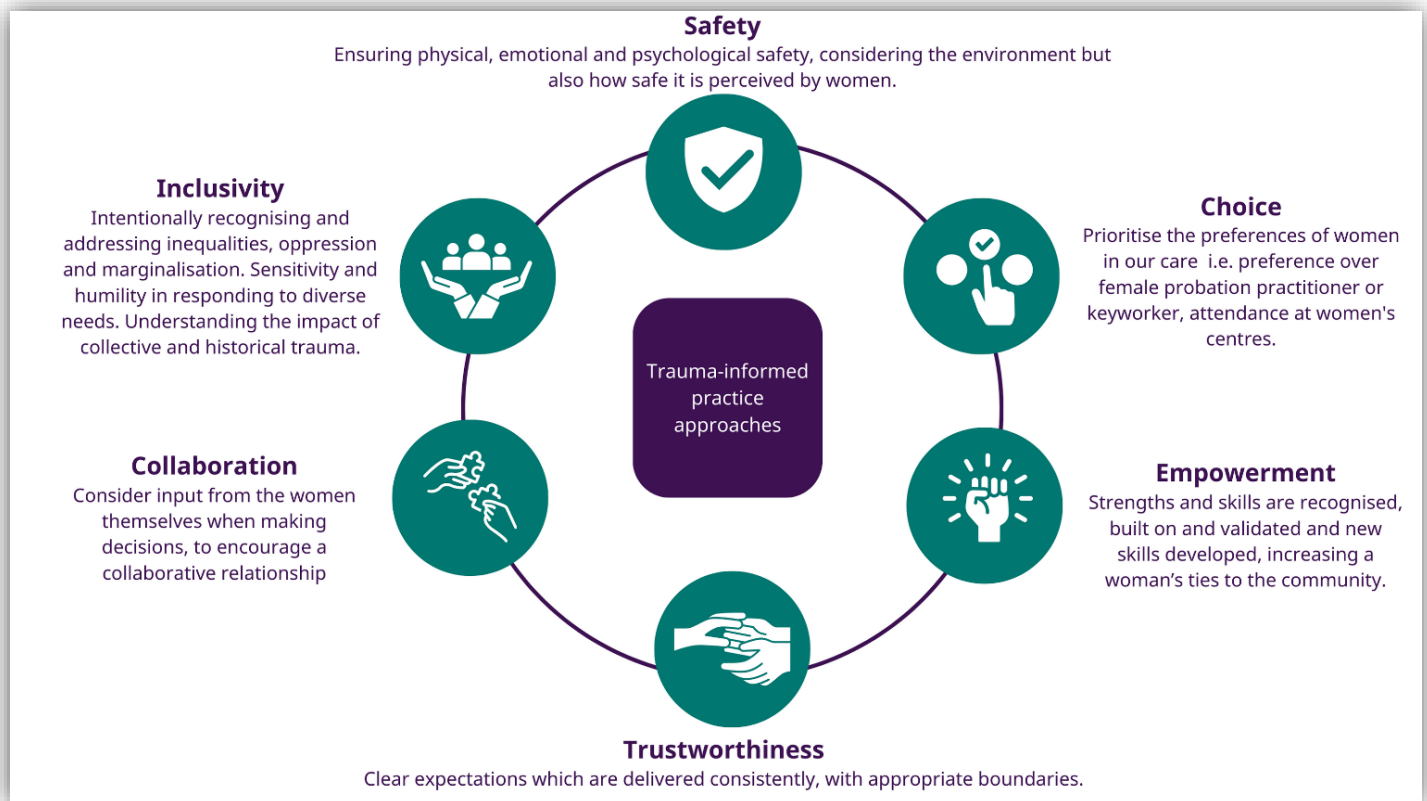 Safety
Ensuring physical, emotional and psychological safety, considering the environment but
also how safe it is perceived by women.
Choice
Prioritise the preferences of women
in our care  i.e. preference over
female probation practitioner or
keyworker, attendance at women's
centres.
Empowerment
Strengths and skills are recognised,
built on and validated and new
skills developed, increasing a
woman’s ties to the community.
Trustworthiness
Clear expectations which are delivered consistently, with appropriate boundaries.
Collaboration
Consider input from the women
themselves when making
decisions, to encourage a
collaborative relationship
Inclusivity
Intentionally recognising and
addressing inequalities, oppression
and marginalisation. Sensitivity and
humility in responding to diverse
needs. Understanding the impact of
collective and historical trauma.
Trauma-informed
practice
approaches